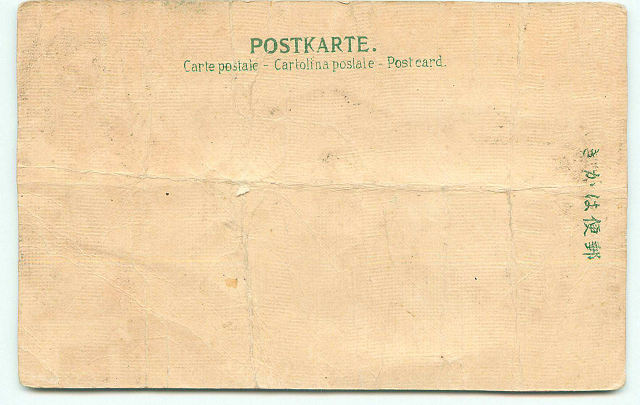 POSTKARTE.
Carte postale - Cartolina postale - Post card.
きかは便郵